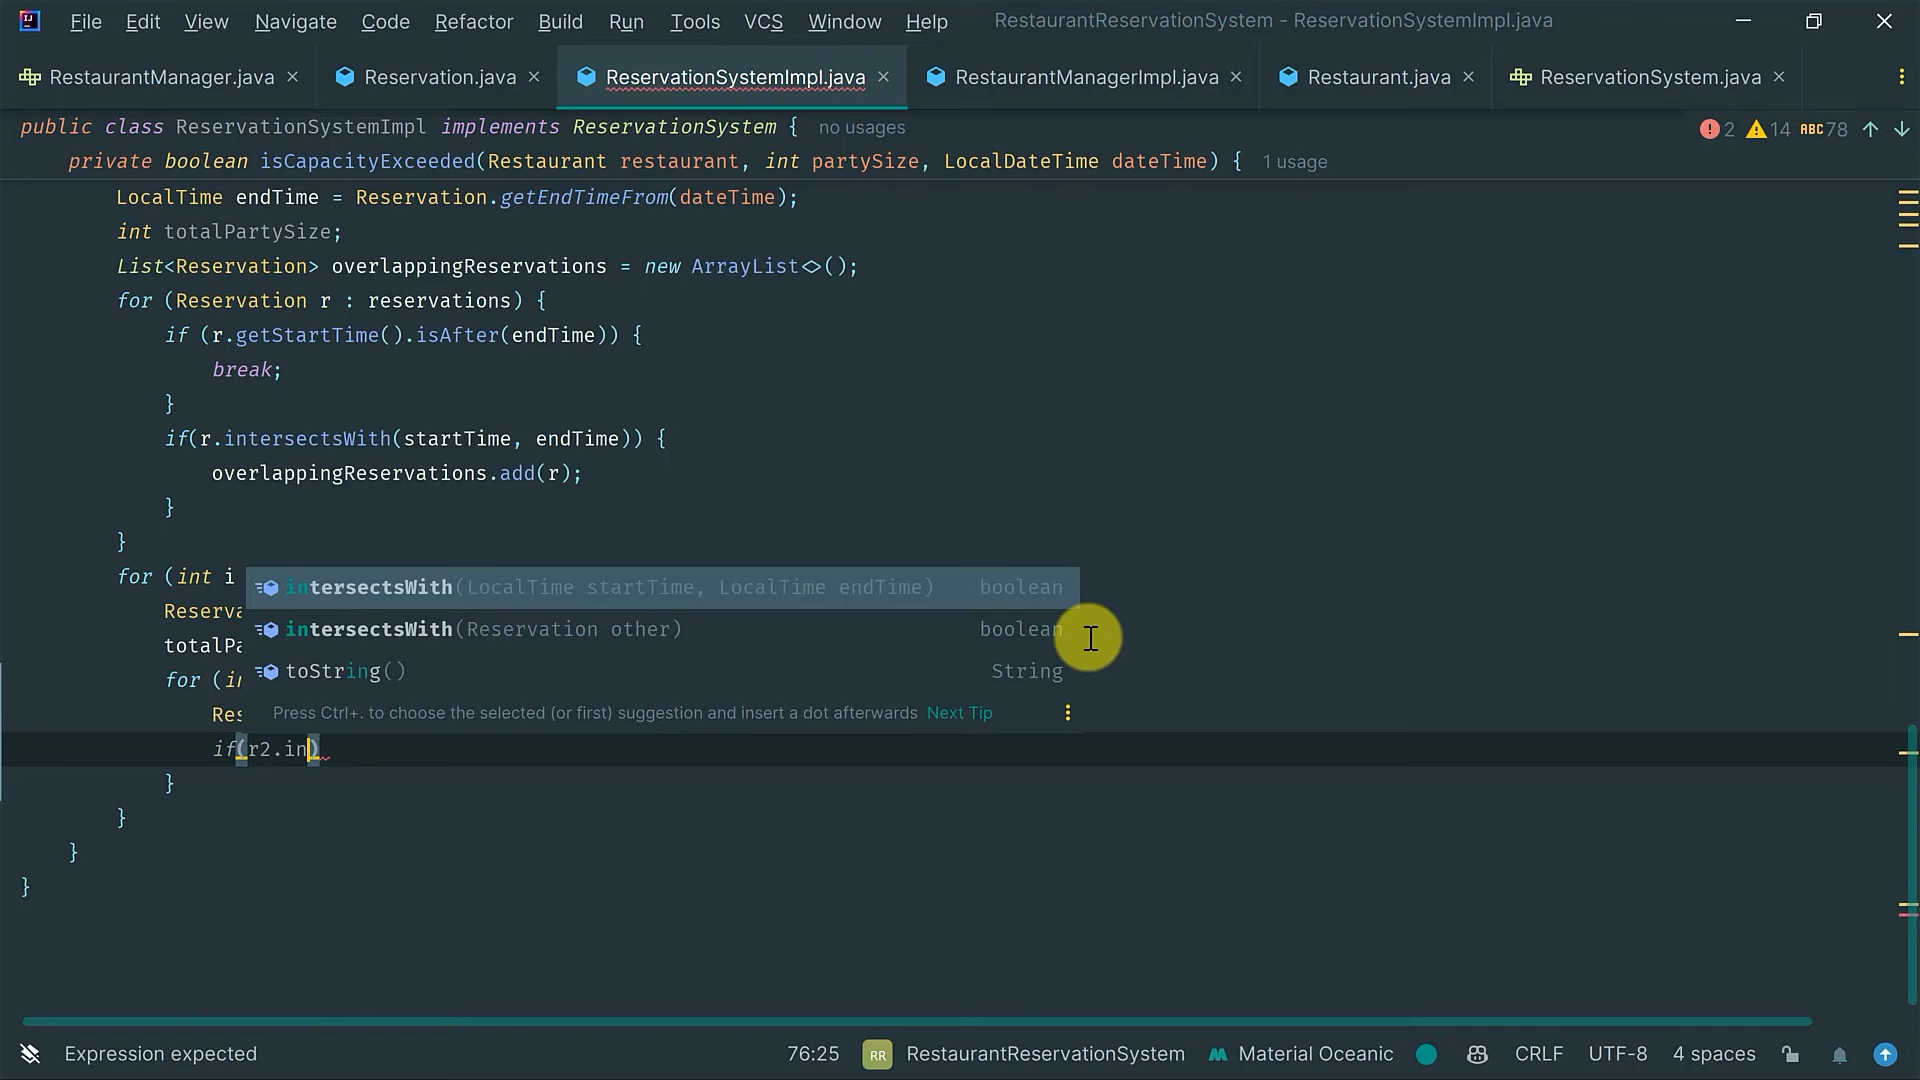 File Edit View Navigate Code Refactor Build Run Tools VCS Window Help RestaurantReservationSystem - ReservationSystemImpl.java
RestaurantManager.java Reservation.java ReservationSystemImpl.java RestaurantManagerImpl.java Restaurant.java ReservationSystem.java
public class ReservationSystemImpl implements ReservationSystem { no usages 2 14 ABC 78
private boolean isCapacityExceeded(Restaurant restaurant, int partySize, LocalDateTime dateTime) { 1 usage
LocalTime endTime = Reservation.getEndTimeFrom(dateTime);
int totalPartySize;
List<Reservation> overlappingReservations = new ArrayList<>();
for (Reservation r : reservations) {
if (r.getStartTime().isAfter(endTime)) {
break;
}
if(r.intersectsWith(startTime, endTime)) {
overlappingReservations.add(r);
}
}
for (int i
intersectsWith(LocalTime startTime, LocalTime endTime) boolean
Reserva
intersectsWith(Reservation other) boolean
totalPa
toString() String
for (in
Res
Press Ctrl+. to choose the selected (or first) suggestion and insert a dot afterwards Next Tip
if(r2.in)
}
}
}
}
Expression expected 76:25 RR RestaurantReservationSystem Material Oceanic CRLF UTF-8 4 spaces